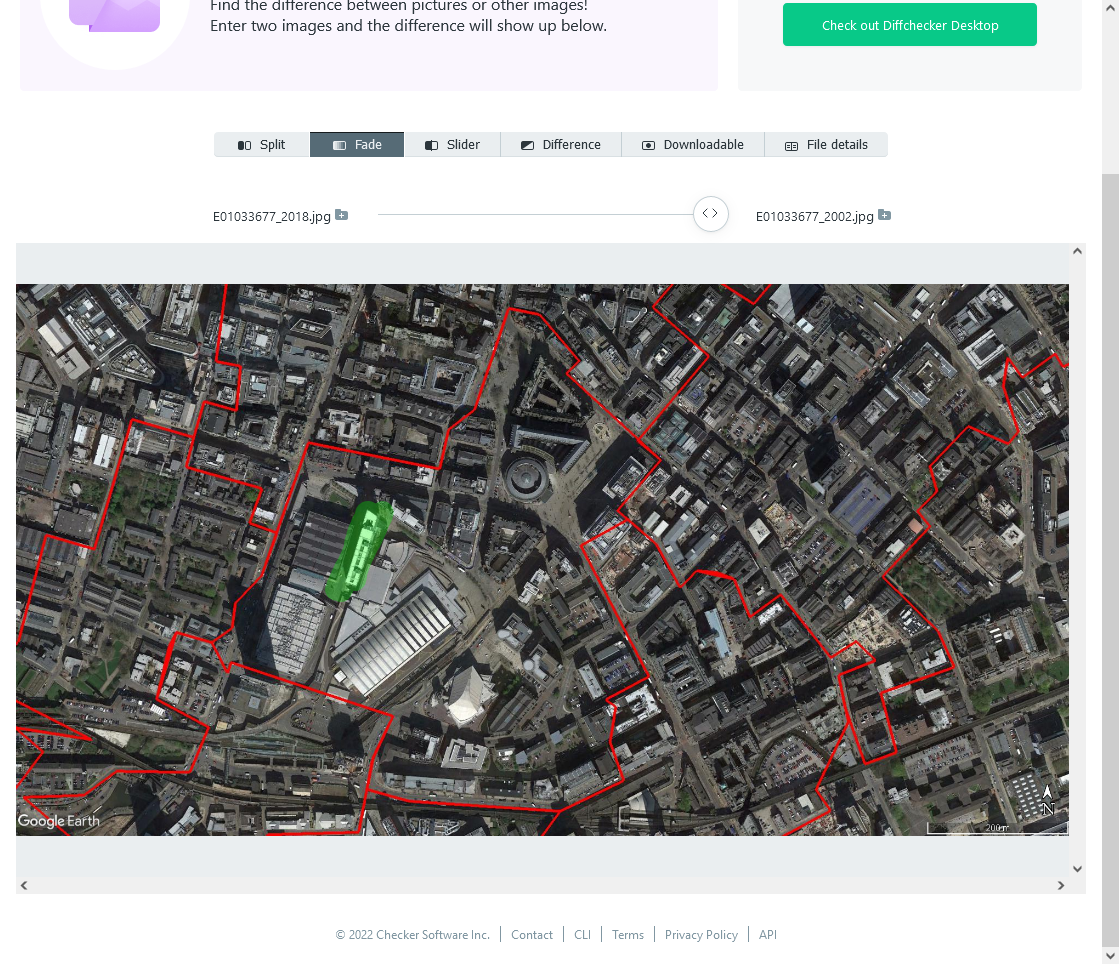 Find the difference between pictures or other images!
Enter two images and the difference will show up below.
Check out Diffchecker Desktop
Split
Fade
Slider
Difference
Downloadable
File details
E01033677_2018.jpg
E01033677_2002.jpg
Google Earth
N
200 m
© 2022 Checker Software Inc.
Contact
CLI
Terms
Privacy Policy
API